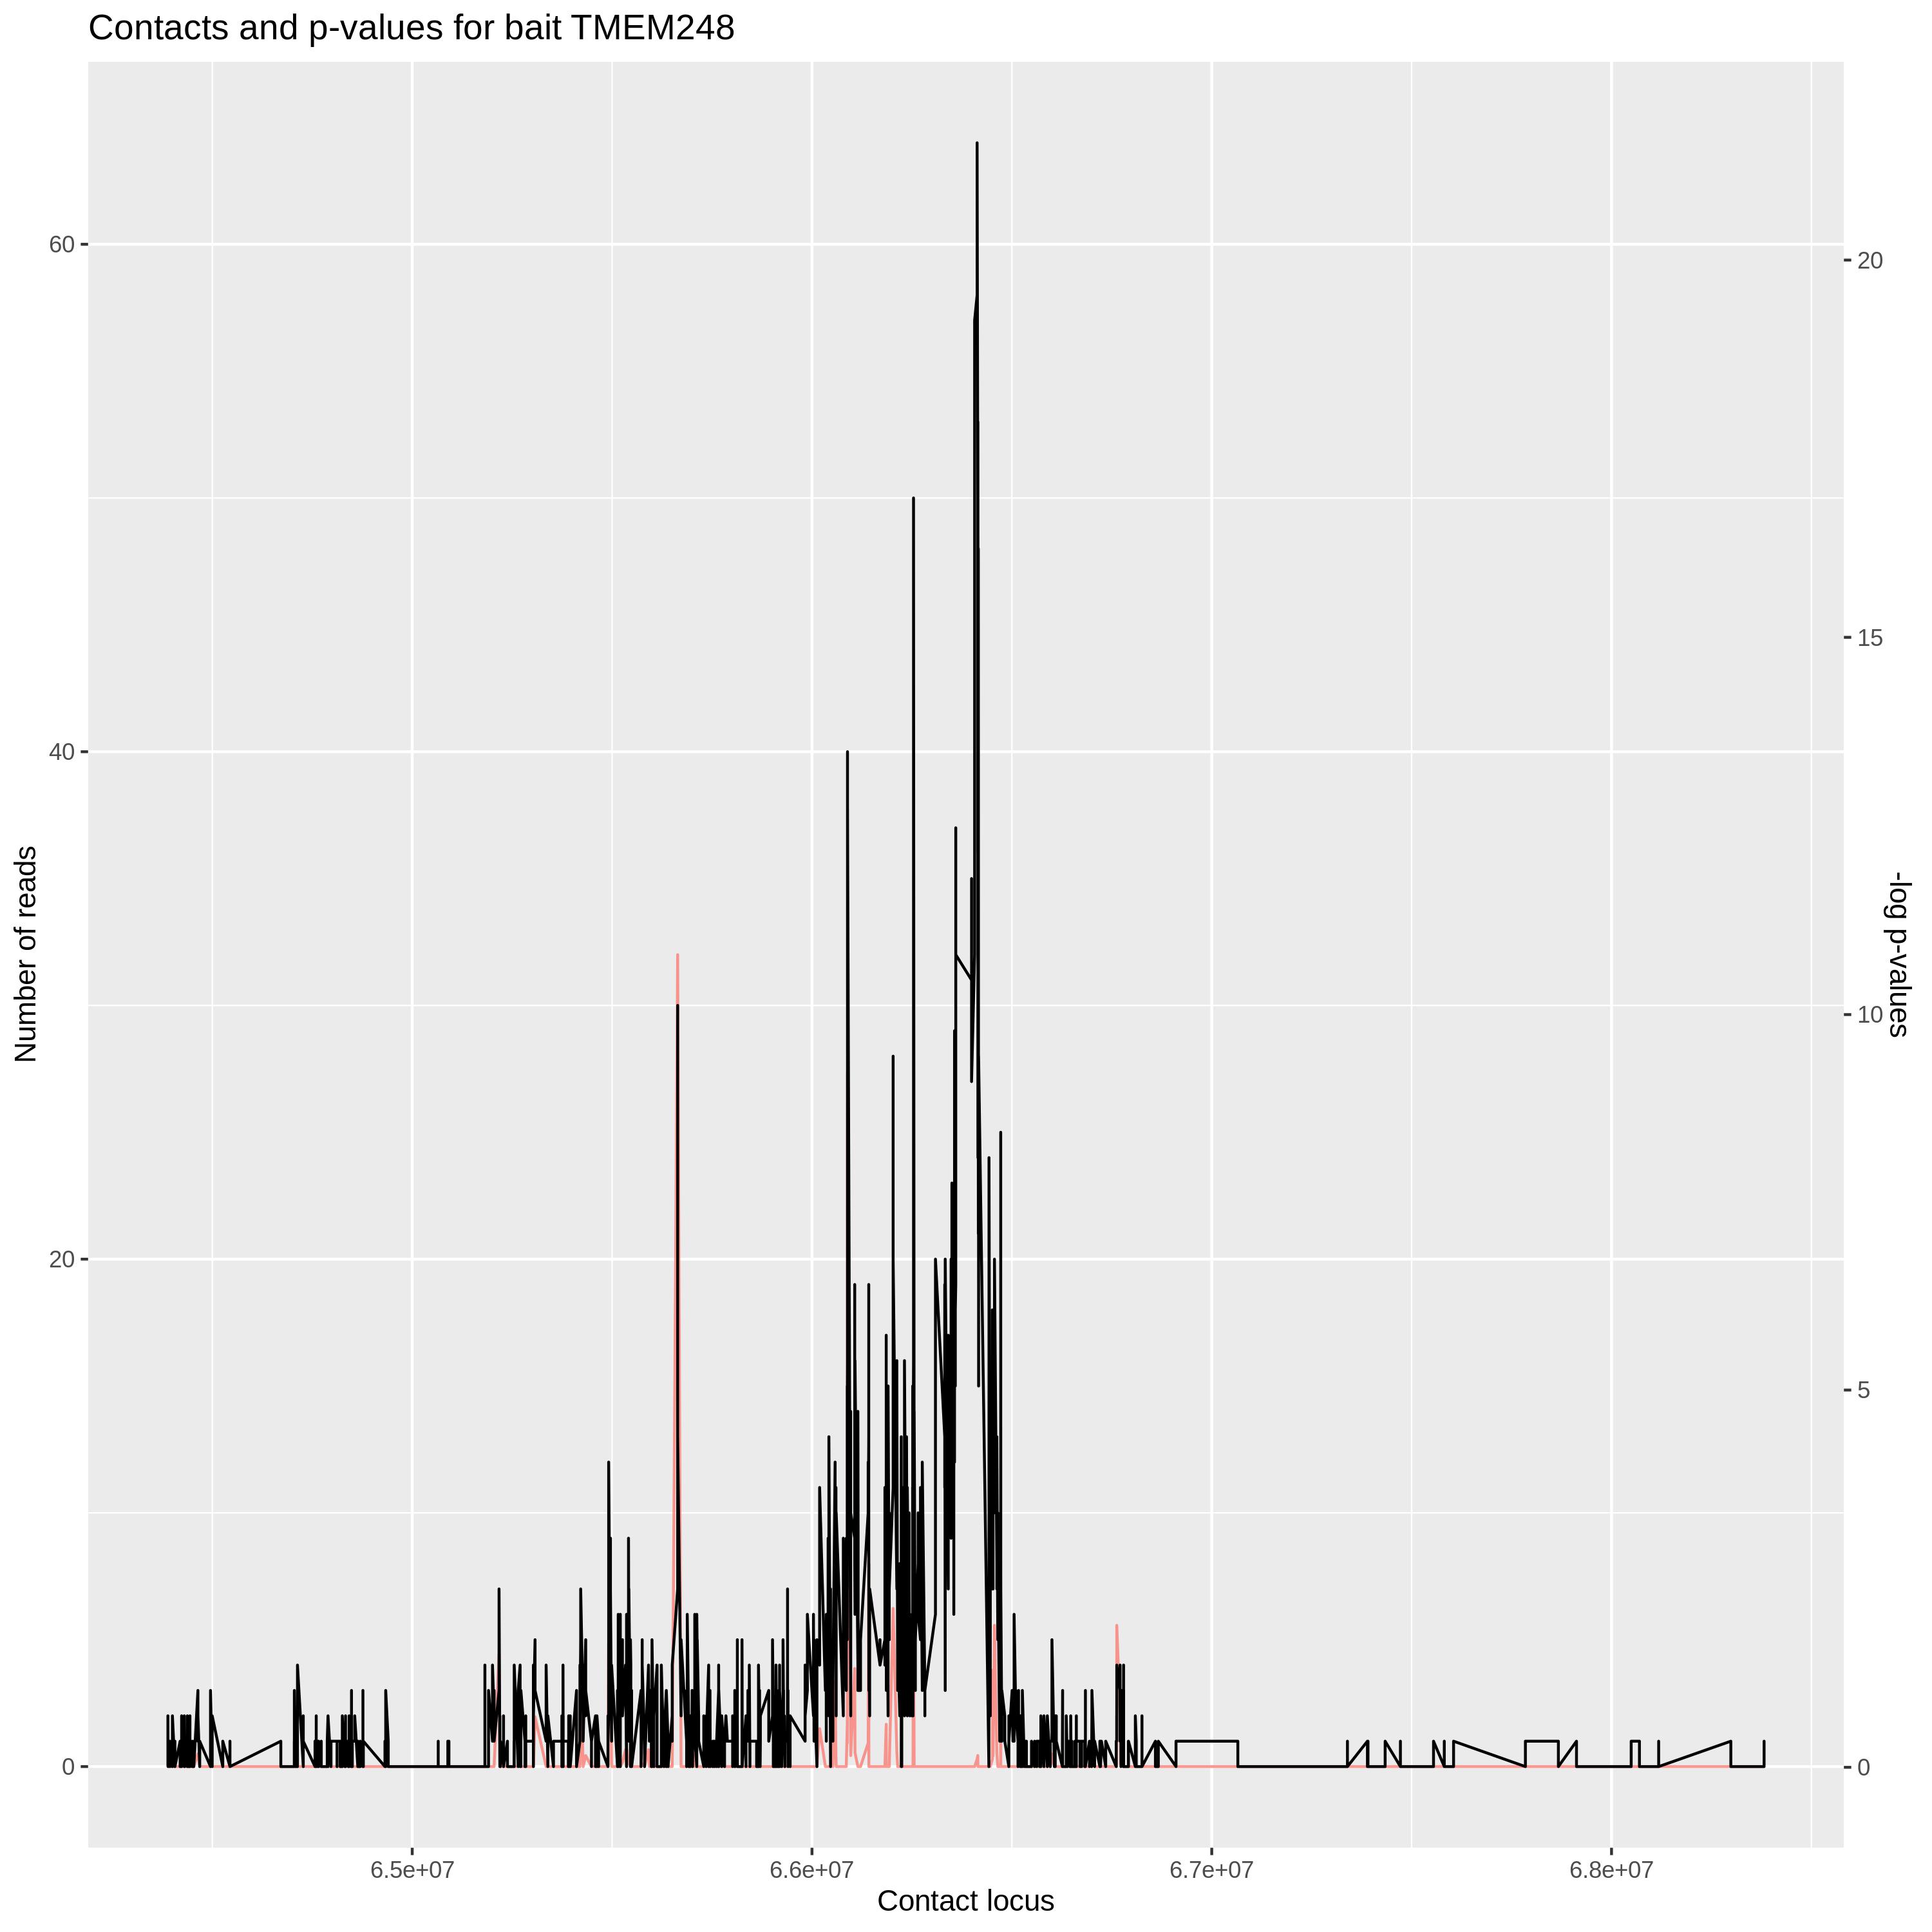 Contacts and p-values for bait TMEM248
60
40
20
0
Number of reads
20
15
10
5
0
-log p-values
6.5e+07 6.6e+07 6.7e+07 6.8e+07
Contact locus